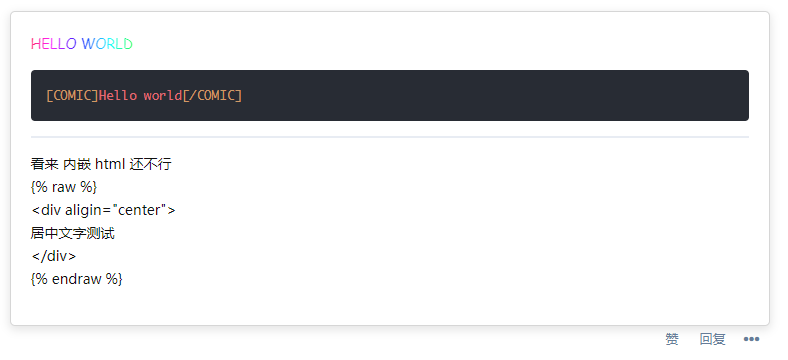 HELLO WORLD
[COMIC]Hello world[/COMIC]
看来 内嵌 html 还不行
{% raw %}
<div aligin="center">
居中文字测试
</div>
{% endraw %}
赞 回复 •••